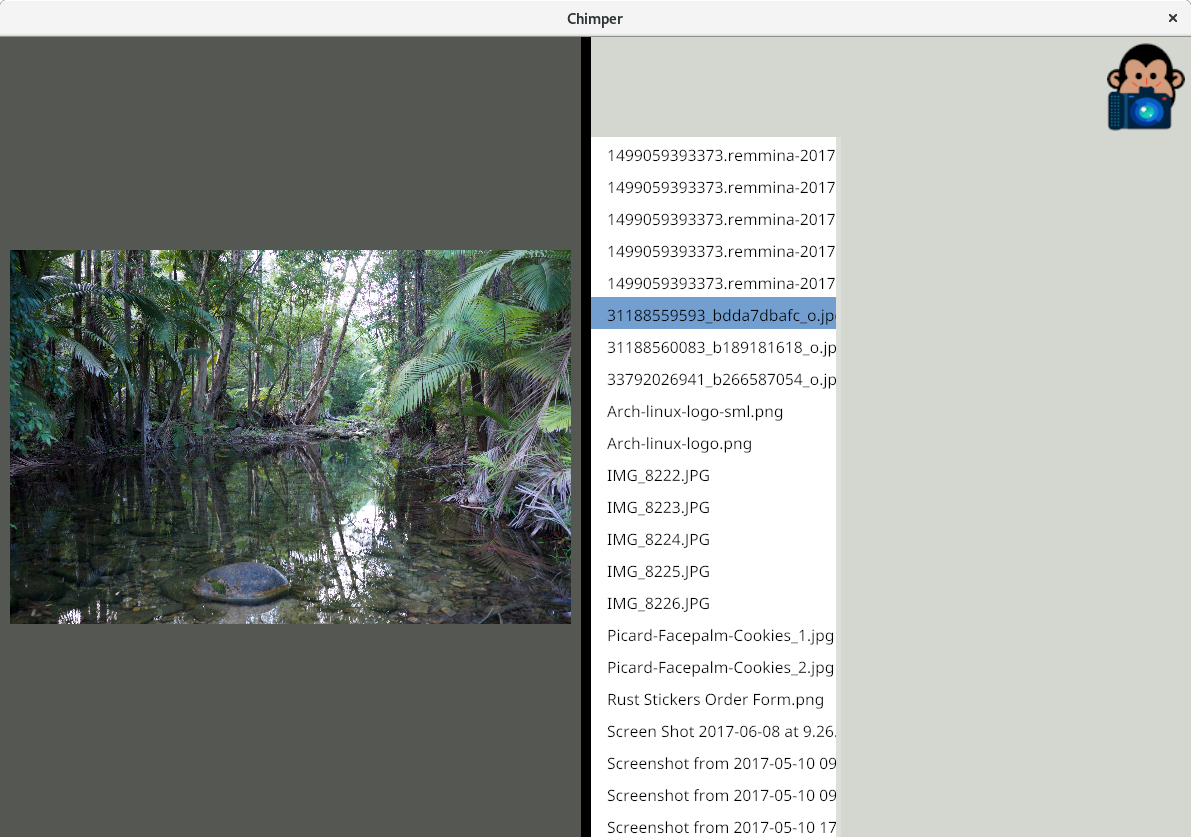 Chimper
1499059393373.remmina-2017
1499059393373.remmina-2017
1499059393373.remmina-2017
1499059393373.remmina-2017
1499059393373.remmina-2017
31188559593_bdda7dbafc_o.jp
31188560083_b189181618_o.jp
33792026941_b266587054_o.jp
Arch-linux-logo-sml.png
Arch-linux-logo.png
IMG_8222.JPG
IMG_8223.JPG
IMG_8224.JPG
IMG_8225.JPG
IMG_8226.JPG
Picard-Facepalm-Cookies_1.jpg
Picard-Facepalm-Cookies_2.jpg
Rust Stickers Order Form.png
Screen Shot 2017-06-08 at 9.26.
Screenshot from 2017-05-10 09
Screenshot from 2017-05-10 09
Screenshot from 2017-05-10 17